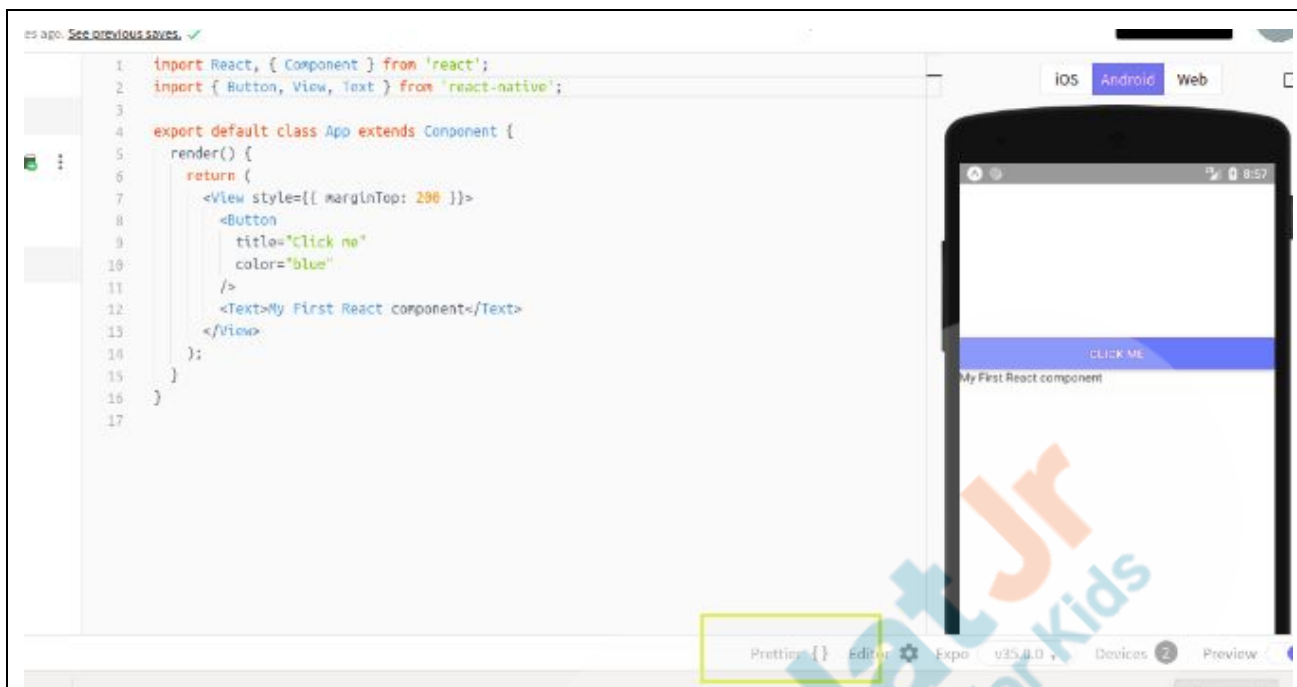 es ago. See previous saves.
iOS Android Web
1 import React, { Component } from 'react';
2 import { Button, View, Text } from 'react-native';
3
4 export default class App extends Component {
5 render() {
6 return (
7 <View style={{ marginTop: 200 }}>
8 <Button
9 title="Click me"
10 color="blue"
11 />
12 <Text>My First React component</Text>
13 </View>
14 );
15 }
16 }
17
8:57
CLICK ME
My First React component
Prettier {} Editor Expo v35.0.0 Devices 2 Preview
at Jr
for Kids